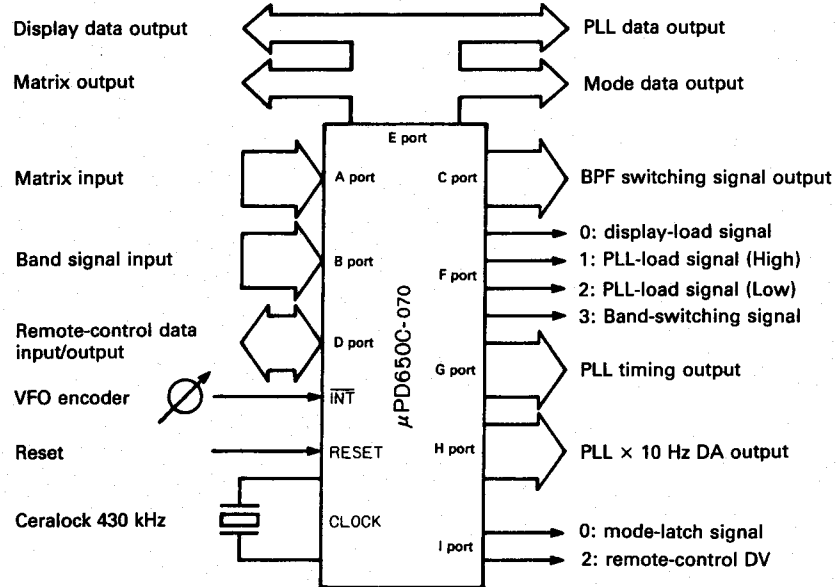 Display data output
PLL data output
Matrix output
Mode data output
E port
Matrix input
A port
C port
BPF switching signal output
0: display-load signal
Band signal input
B port
F port
1: PLL-load signal (High)
2: PLL-load signal (Low)
3: Band-switching signal
Remote-control data
input/output
D port
μPD650C-070
G port
PLL timing output
VFO encoder
INT
Reset
RESET
H port
PLL × 10 Hz DA output
Ceralock 430 kHz
CLOCK
I port
0: mode-latch signal
2: remote-control DV